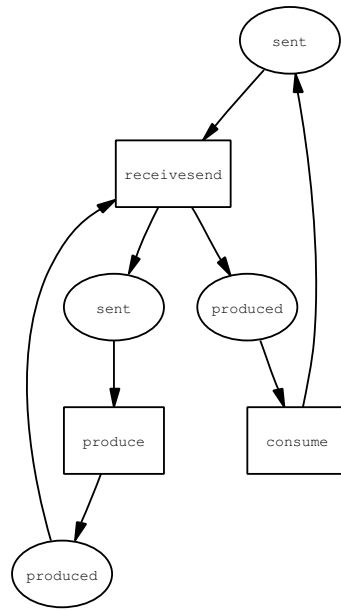 sent
receivesend
sent
produced
produce
consume
produced